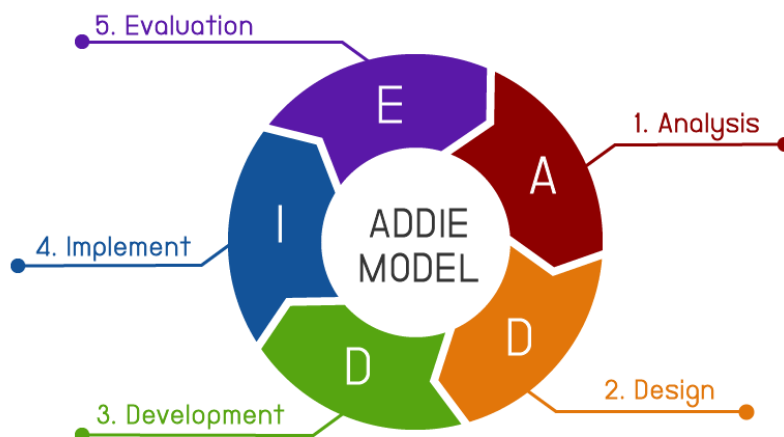 5. Evaluation
E
1. Analysis
A
ADDIE
MODEL
I
4. Implement
D
D
2. Design
3. Development